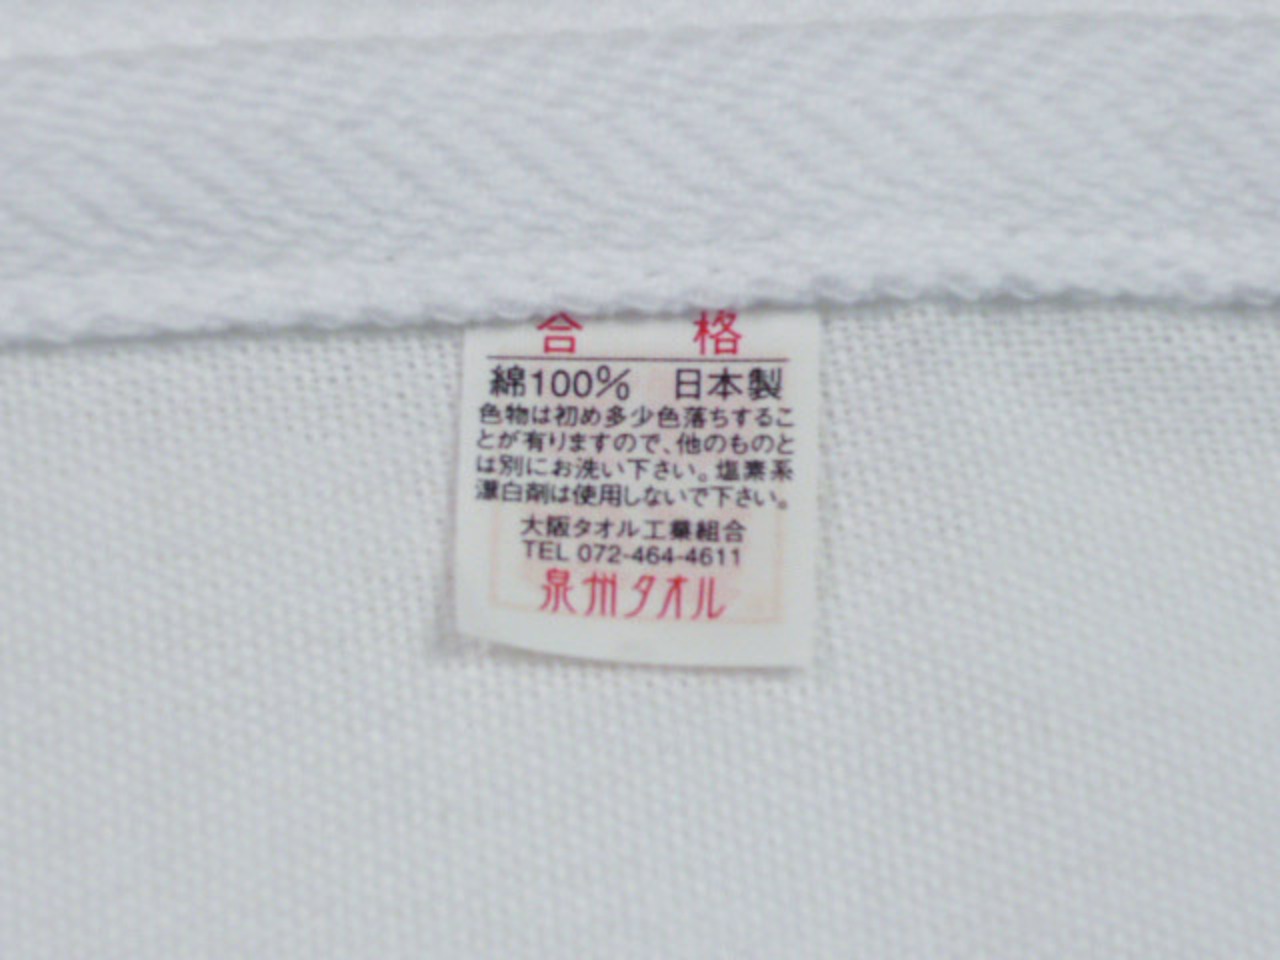 合 格
綿100% 日本製
色物は初め多少色落ちするこ
とが有りますので、他のものと
は別にお洗い下さい。塩素系
漂白剤は使用しないで下さい。
大阪タオル工業組合
TEL 072-464-4611
泉州タオル